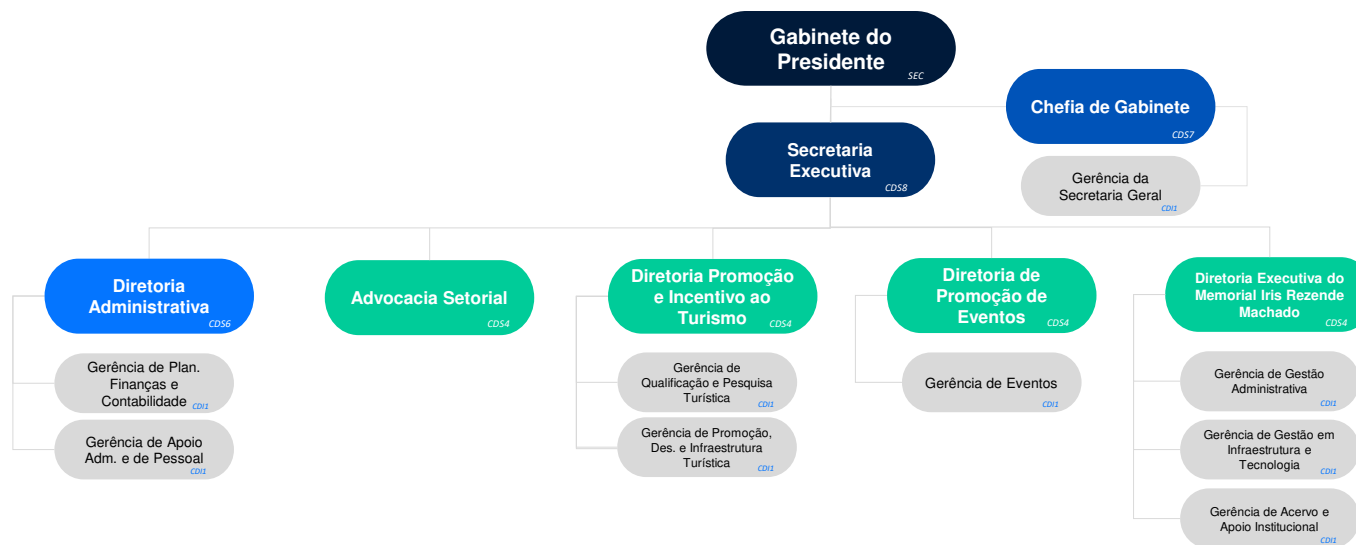 Gabinete do
Presidente
SEC
Chefia de Gabinete
CDS7
Secretaria
Executiva
CDS8
Gerência da
Secretaria Geral
CDI1
Diretoria
Administrativa
CDS6
Advocacia Setorial
CDS4
Diretoria Promoção
e Incentivo ao
Turismo
CDS4
Diretoria de
Promoção de
Eventos
CDS4
Diretoria Executiva do
Memorial Iris Rezende
Machado
CDS4
Gerência de Plan.
Finanças e
Contabilidade
CDI1
Gerência de Apoio
Adm. e de Pessoal
CDI1
Gerência de
Qualificação e Pesquisa
Turística
CDI1
Gerência de Promoção,
Des. e Infraestrutura
Turística
CDI1
Gerência de Eventos
CDI1
Gerência de Gestão
Administrativa
CDI1
Gerência de Gestão em
Infraestrutura e
Tecnologia
CDI1
Gerência de Acervo e
Apoio Institucional
CDI1